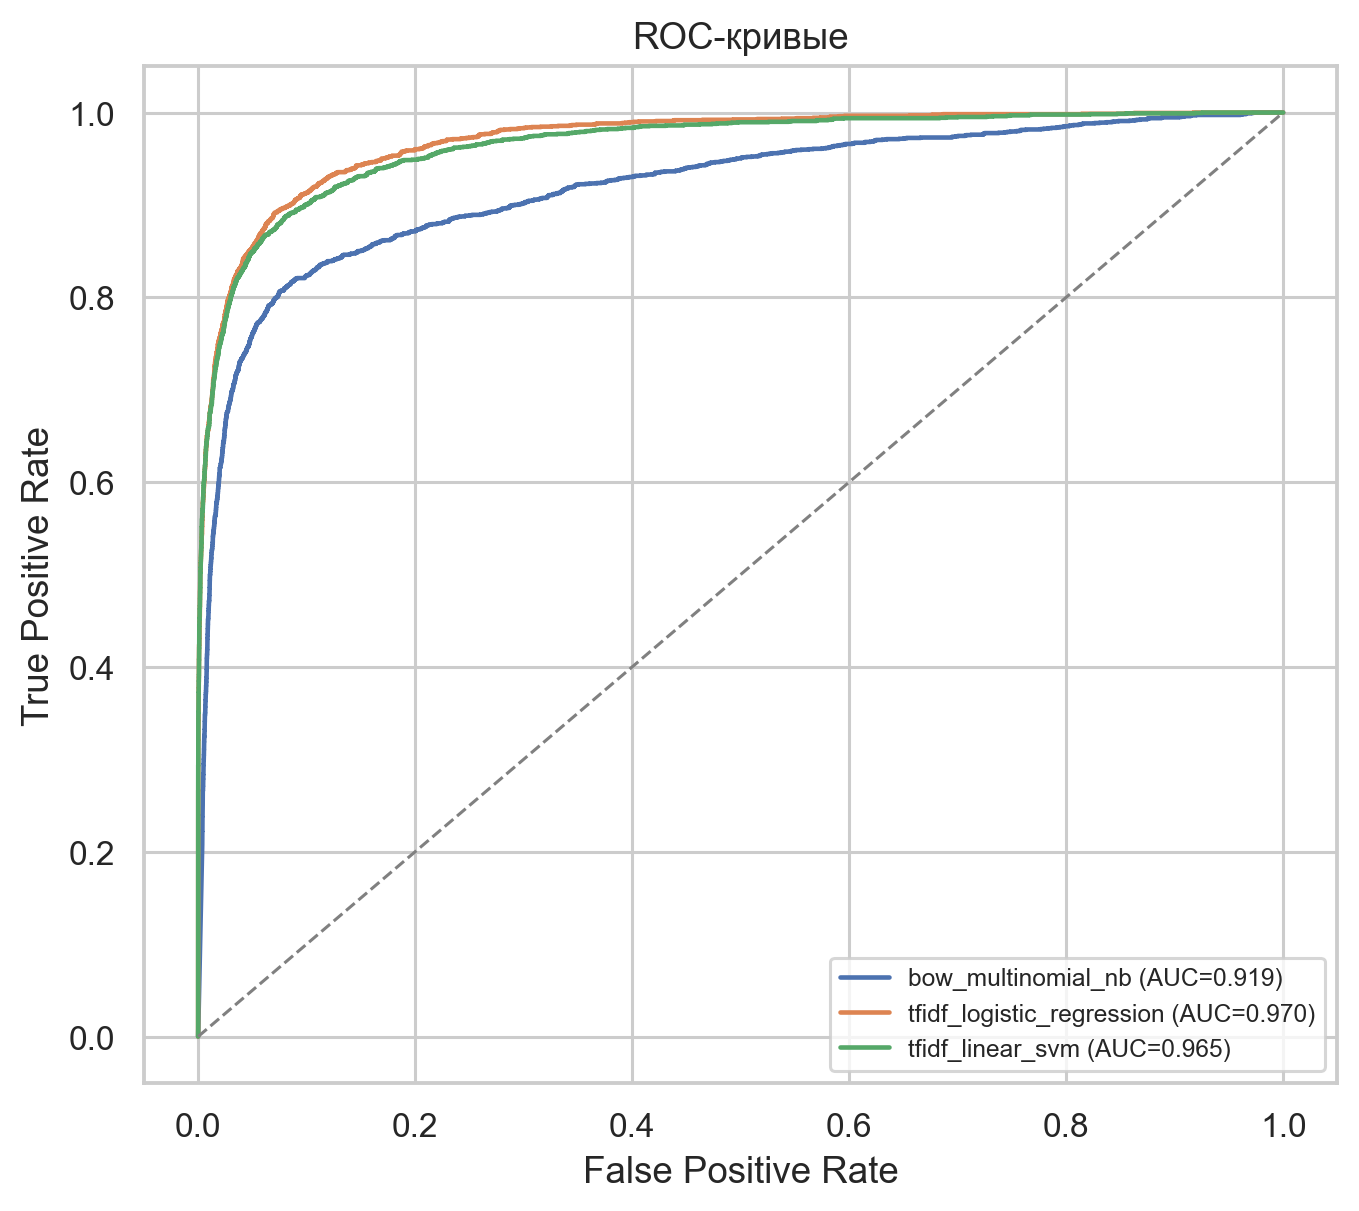 ROC-кривые
1.0
0.8
0.6
0.4
0.2
0.0
True Positive Rate
bow_multinomial_nb (AUC=0.919)
tfidf_logistic_regression (AUC=0.970)
tfidf_linear_svm (AUC=0.965)
0.0 0.2 0.4 0.6 0.8 1.0
False Positive Rate